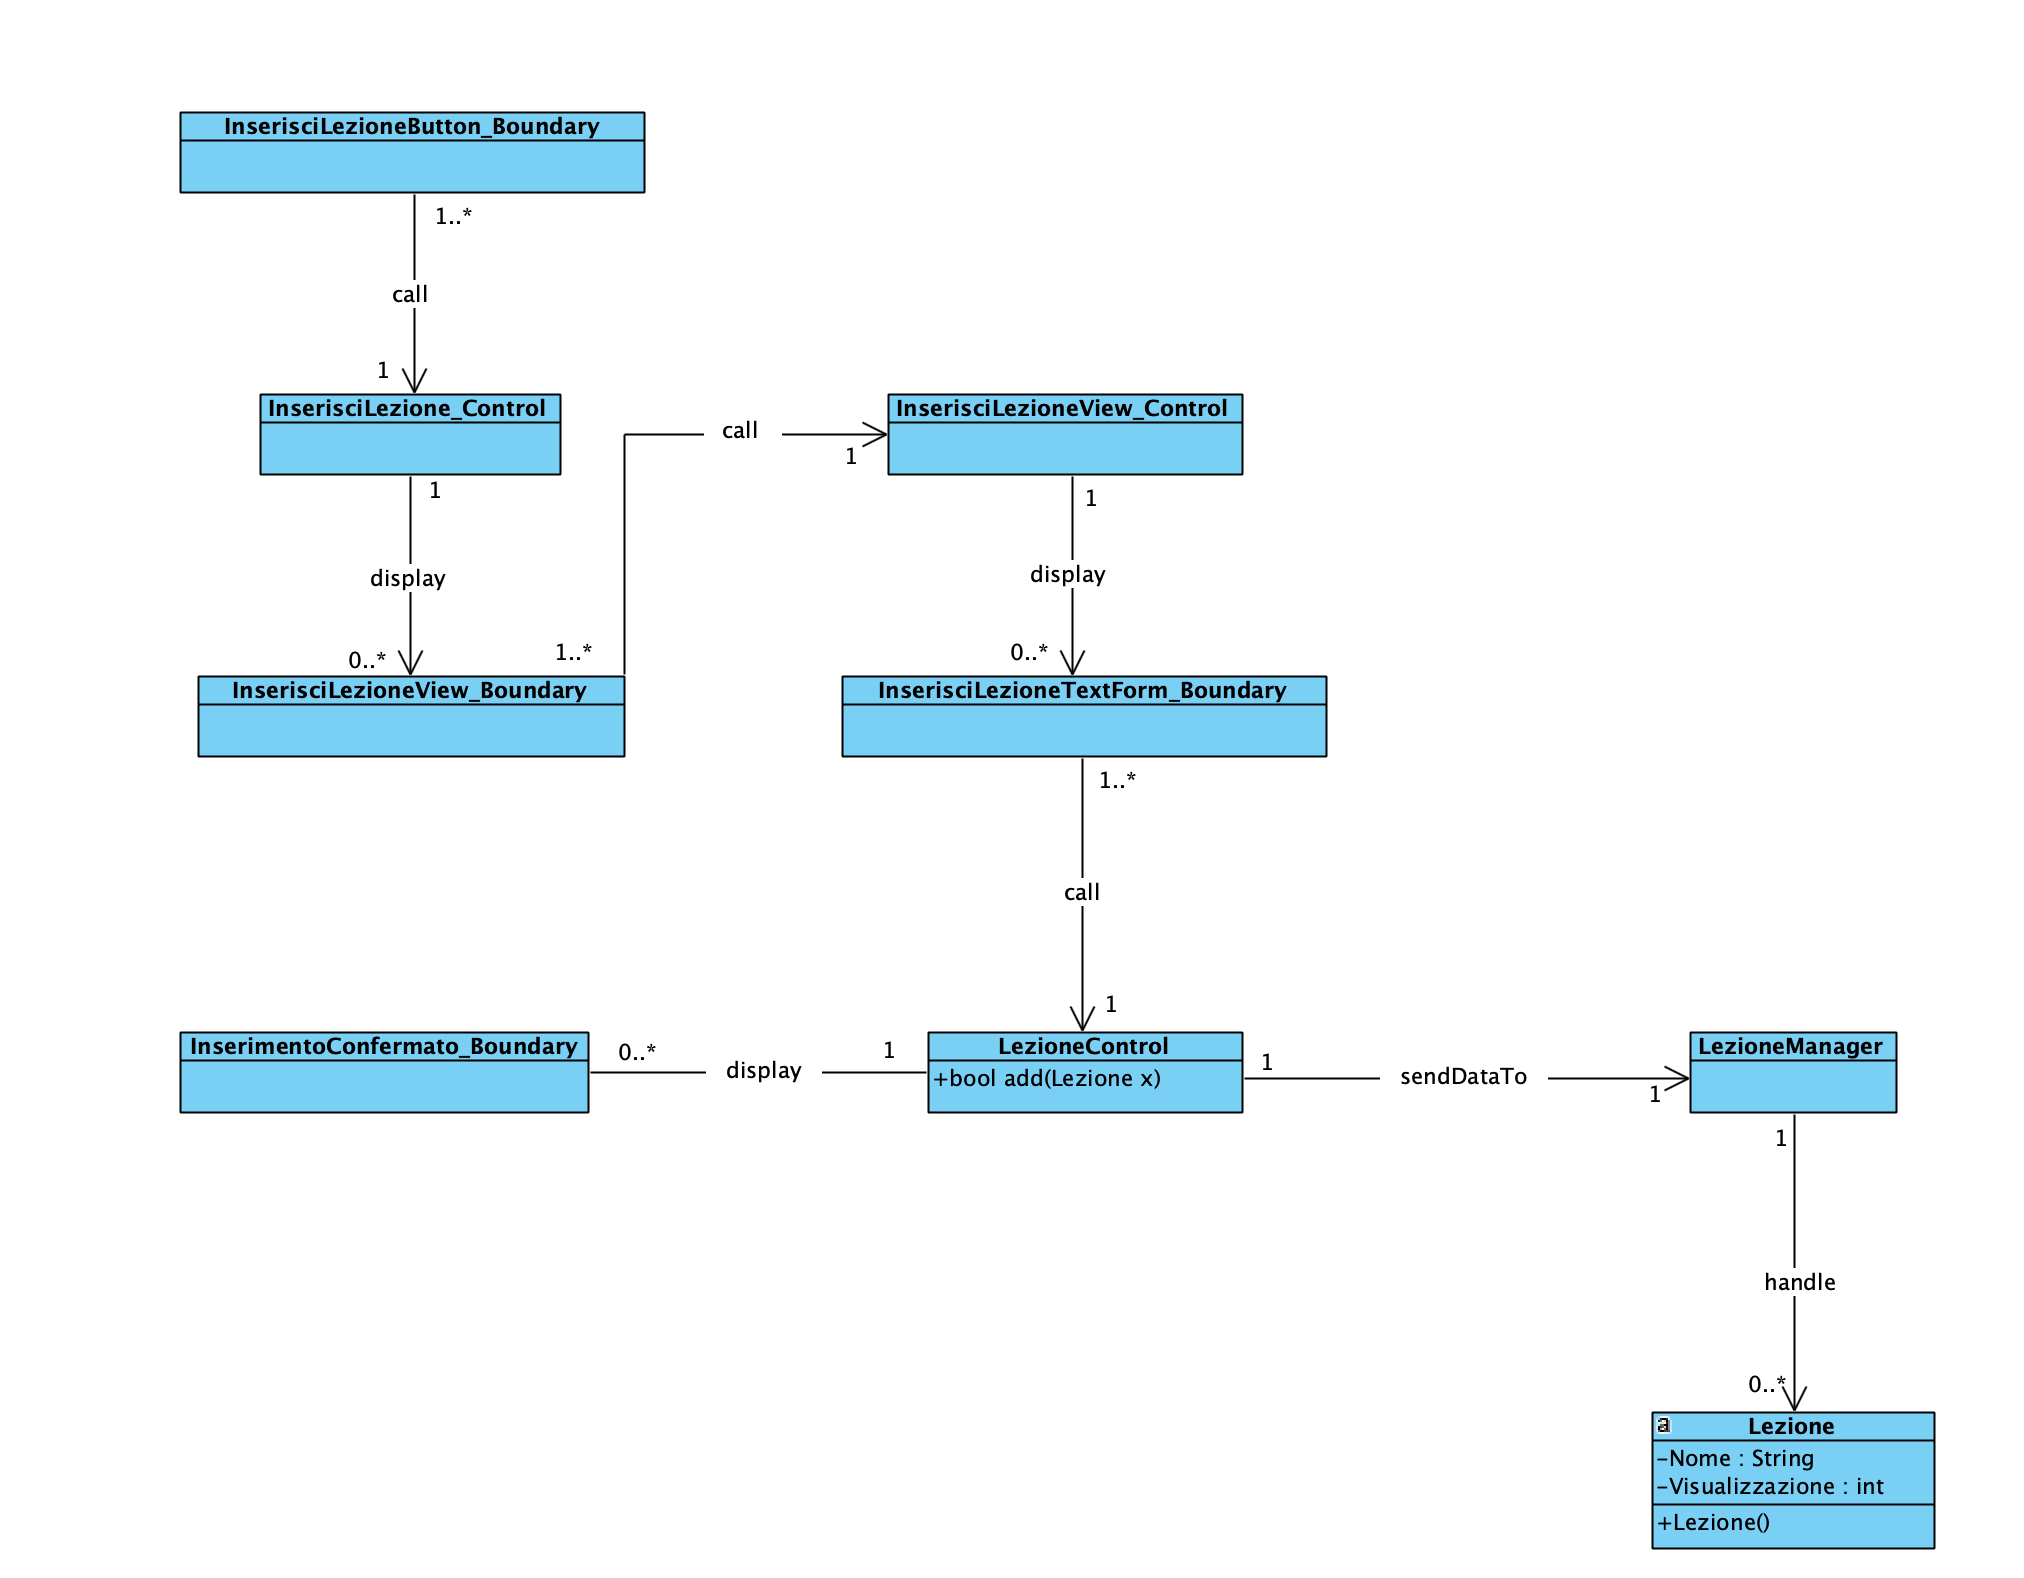 InserisciLezioneButton_Boundary
1..*
call
1
InserisciLezione_Control
1
display
0..*
InserisciLezioneView_Boundary
1..*
call
1
InserisciLezioneView_Control
1
display
0..*
InserisciLezioneTextForm_Boundary
1..*
call
1
LezioneControl
+bool add(Lezione x)
1
display
0..*
InserimentoConfermato_Boundary
1
sendDataTo
1
LezioneManager
1
handle
0..*
a
Lezione
-Nome : String
-Visualizzazione : int
+Lezione()